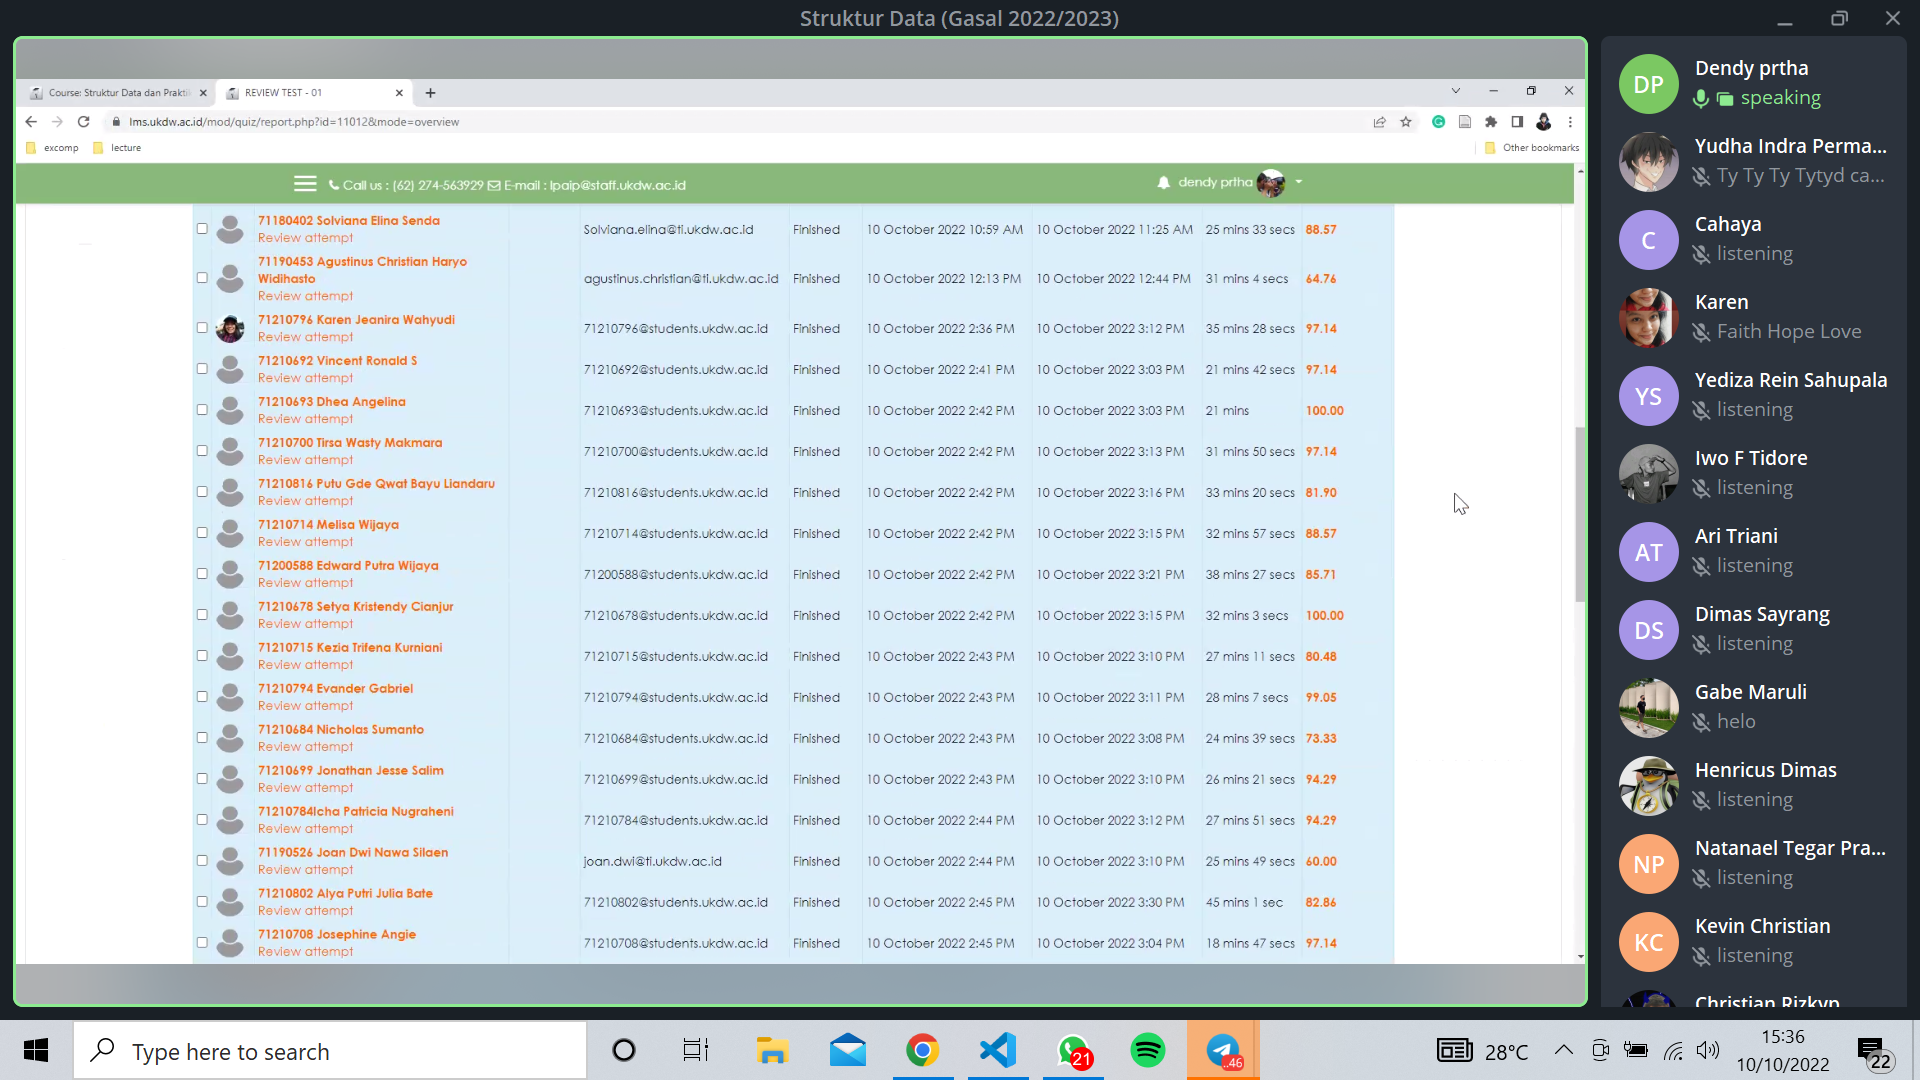 Struktur Data (Gasal 2022/2023)
Course: Struktur Data dan Prakti
REVIEW TEST - 01
lms.ukdw.ac.id/mod/quiz/report.php?id=11012&mode=overview
excomp
lecture
Other bookmarks
Call us : (62) 274-563929 E-mail : lpaip@staff.ukdw.ac.id
dendy prtha
71180402 Solviana Elina Senda
Review attempt
Solviana.elina@ti.ukdw.ac.id Finished 10 October 2022 10:59 AM 10 October 2022 11:25 AM 25 mins 33 secs 88.57
71190453 Agustinus Christian Haryo
Widihasto
Review attempt
agustinus.christian@ti.ukdw.ac.id Finished 10 October 2022 12:13 PM 10 October 2022 12:44 PM 31 mins 4 secs 64.76
71210796 Karen Jeanira Wahyudi
Review attempt
71210796@students.ukdw.ac.id Finished 10 October 2022 2:36 PM 10 October 2022 3:12 PM 35 mins 28 secs 97.14
71210692 Vincent Ronald S
Review attempt
71210692@students.ukdw.ac.id Finished 10 October 2022 2:41 PM 10 October 2022 3:03 PM 21 mins 42 secs 97.14
71210693 Dhea Angelina
Review attempt
71210693@students.ukdw.ac.id Finished 10 October 2022 2:42 PM 10 October 2022 3:03 PM 21 mins 100.00
71210700 Tirsa Wasty Makmara
Review attempt
71210700@students.ukdw.ac.id Finished 10 October 2022 2:42 PM 10 October 2022 3:13 PM 31 mins 50 secs 97.14
71210816 Putu Gde Qwat Bayu Liandaru
Review attempt
71210816@students.ukdw.ac.id Finished 10 October 2022 2:42 PM 10 October 2022 3:16 PM 33 mins 20 secs 81.90
71210714 Melisa Wijaya
Review attempt
71210714@students.ukdw.ac.id Finished 10 October 2022 2:42 PM 10 October 2022 3:15 PM 32 mins 57 secs 88.57
71200588 Edward Putra Wijaya
Review attempt
71200588@students.ukdw.ac.id Finished 10 October 2022 2:42 PM 10 October 2022 3:21 PM 38 mins 27 secs 85.71
71210678 Setya Kristendy Cianjur
Review attempt
71210678@students.ukdw.ac.id Finished 10 October 2022 2:42 PM 10 October 2022 3:15 PM 32 mins 3 secs 100.00
71210715 Kezia Trifena Kurniani
Review attempt
71210715@students.ukdw.ac.id Finished 10 October 2022 2:43 PM 10 October 2022 3:10 PM 27 mins 11 secs 80.48
71210794 Evander Gabriel
Review attempt
71210794@students.ukdw.ac.id Finished 10 October 2022 2:43 PM 10 October 2022 3:11 PM 28 mins 7 secs 99.05
71210684 Nicholas Sumanto
Review attempt
71210684@students.ukdw.ac.id Finished 10 October 2022 2:43 PM 10 October 2022 3:08 PM 24 mins 39 secs 73.33
71210699 Jonathan Jesse Salim
Review attempt
71210699@students.ukdw.ac.id Finished 10 October 2022 2:43 PM 10 October 2022 3:10 PM 26 mins 21 secs 94.29
71210784Icha Patricia Nugraheni
Review attempt
71210784@students.ukdw.ac.id Finished 10 October 2022 2:44 PM 10 October 2022 3:12 PM 27 mins 51 secs 94.29
71190526 Joan Dwi Nawa Silaen
Review attempt
joan.dwi@ti.ukdw.ac.id Finished 10 October 2022 2:44 PM 10 October 2022 3:10 PM 25 mins 49 secs 60.00
71210802 Alya Putri Julia Bate
Review attempt
71210802@students.ukdw.ac.id Finished 10 October 2022 2:45 PM 10 October 2022 3:30 PM 45 mins 1 sec 82.86
71210708 Josephine Angie
Review attempt
71210708@students.ukdw.ac.id Finished 10 October 2022 2:45 PM 10 October 2022 3:04 PM 18 mins 47 secs 97.14
DP
Dendy prtha
speaking
Yudha Indra Perma...
Ty Ty Ty Tytyd ca...
C
Cahaya
listening
Karen
Faith Hope Love
YS
Yediza Rein Sahupala
listening
Iwo F Tidore
listening
AT
Ari Triani
listening
DS
Dimas Sayrang
listening
Gabe Maruli
helo
Henricus Dimas
listening
NP
Natanael Tegar Pra...
listening
KC
Kevin Christian
listening
Christian Rizkyp
Type here to search
21
..46
28°C
15:36
10/10/2022
22